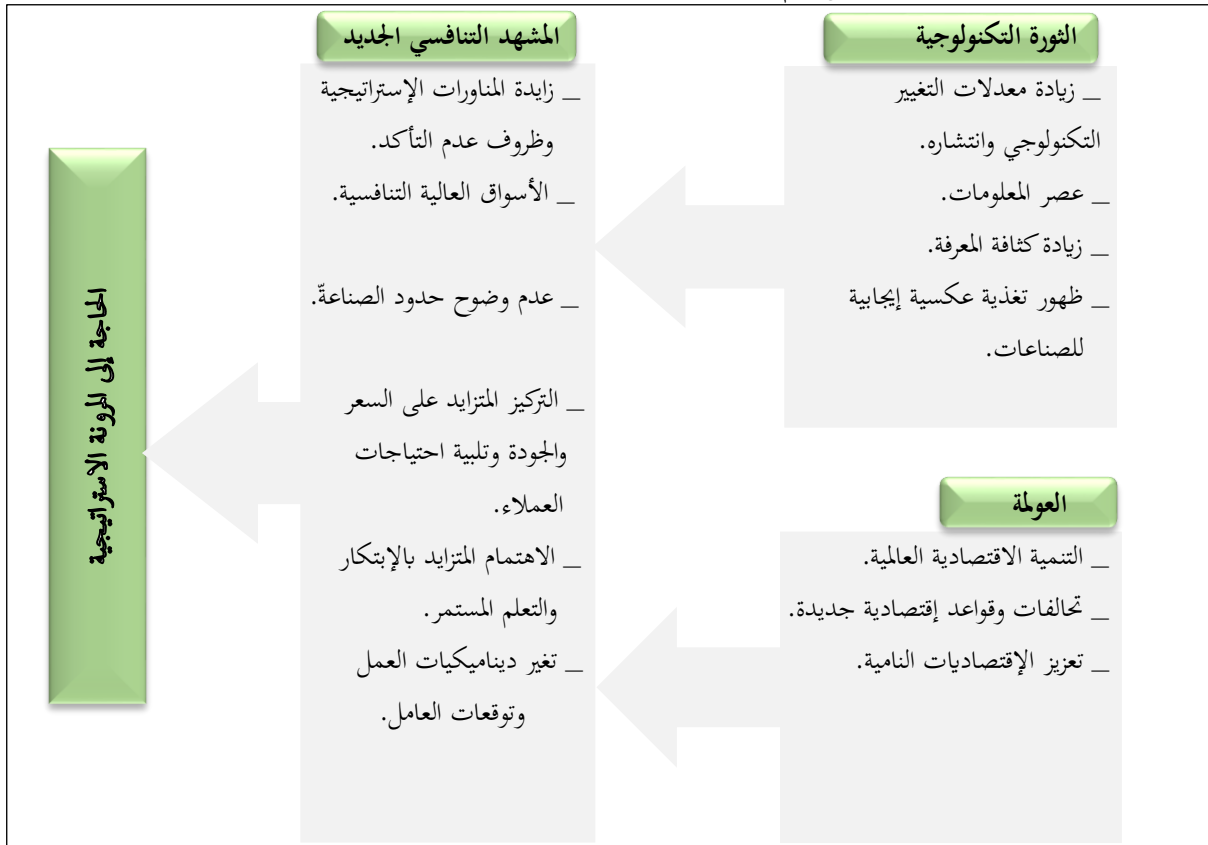 الثورة التكنولوجية
_ زيادة معدلات التغيير
التكنولوجي وانتشاره.
_ عصر المعلومات.
_ زيادة كثافة المعرفة.
_ ظهور تغذية عكسية إيجابية
للصناعات.
العولمة
_ التنمية الاقتصادية العالمية.
_ تحالفات وقواعد إقتصادية جديدة.
_ تعزيز الإقتصاديات النامية.
المشهد التنافسي الجديد
_ زايدة المناورات الإستراتيجية
وظروف عدم التأكد.
_ الأسواق العالية التنافسية.
_ عدم وضوح حدود الصناعةّ.
_ التركيز المتزايد على السعر
والجودة وتلبية احتياجات
العملاء.
_ الاهتمام المتزايد بالإبتكار
والتعلم المستمر.
_ تغير ديناميكيات العمل
وتوقعات العامل.
الحاجة إلى المرونة الاستراتيجية